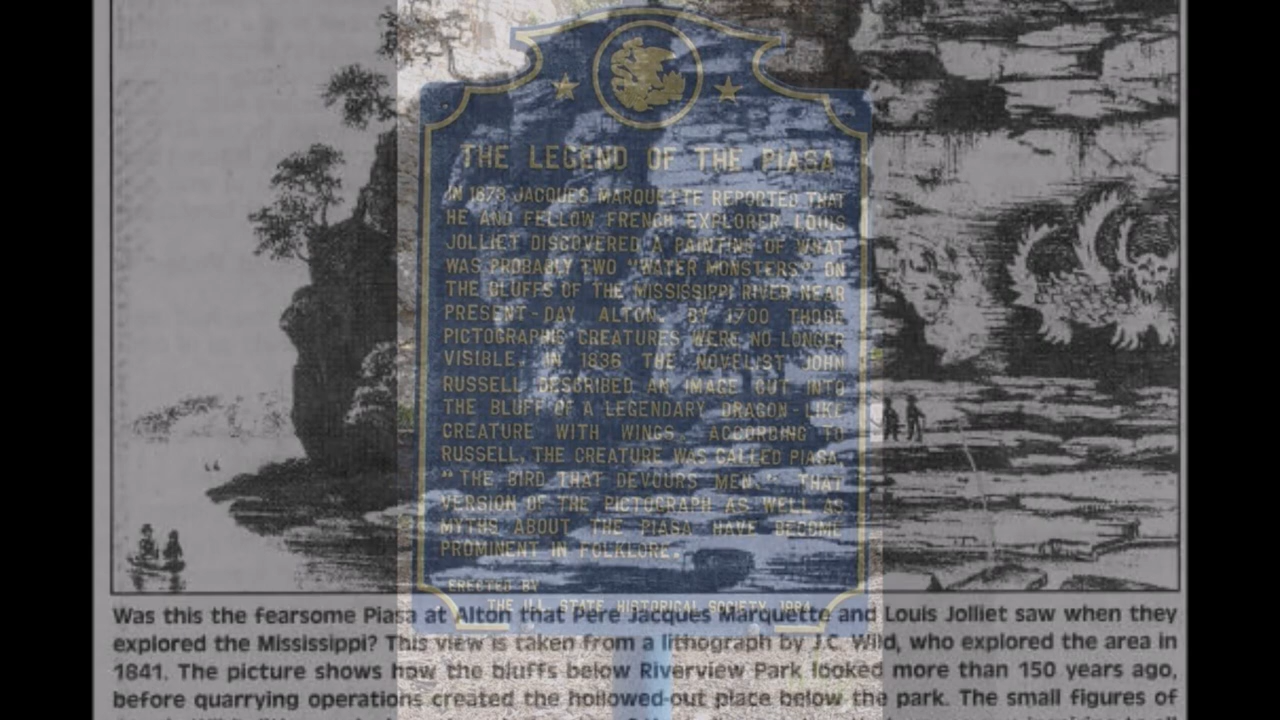 THE LEGEND OF THE PIASA
IN 1673 JACQUES MARQUETTE REPORTED THAT
HE AND FELLOW FRENCH EXPLORER LOUIS
JOLLIET DISCOVERED A PAINTING OF WHAT
WAS PROBABLY TWO "WATER MONSTERS" ON
THE BLUFFS OF THE MISSISSIPPI RIVER NEAR
PRESENT-DAY ALTON. BY 1700 THOSE
PICTOGRAPHIC CREATURES WERE NO LONGER
VISIBLE. IN 1836 THE NOVELIST JOHN
RUSSELL DESCRIBED AN IMAGE CUT INTO
THE BLUFF OF A LEGENDARY DRAGON-LIKE
CREATURE WITH WINGS. ACCORDING TO
RUSSELL, THE CREATURE WAS CALLED PIASA,
"THE BIRD THAT DEVOURS MEN." THAT
VERSION OF THE PICTOGRAPH AS WELL AS
MYTHS ABOUT THE PIASA HAVE BECOME
PROMINENT IN FOLKLORE.
ERECTED BY
THE ILL. STATE HISTORICAL SOCIETY
Was this the fearsome Piasa at Alton that Pere Jacques Marquette and Louis Jolliet saw when they
explored the Mississippi? This view is taken from a lithograph by J.C. Wild, who explored the area in
1841. The picture shows how the bluffs below Riverview Park looked more than 150 years ago,
before quarrying operations created the hollowed-out place below the park. The small figures of